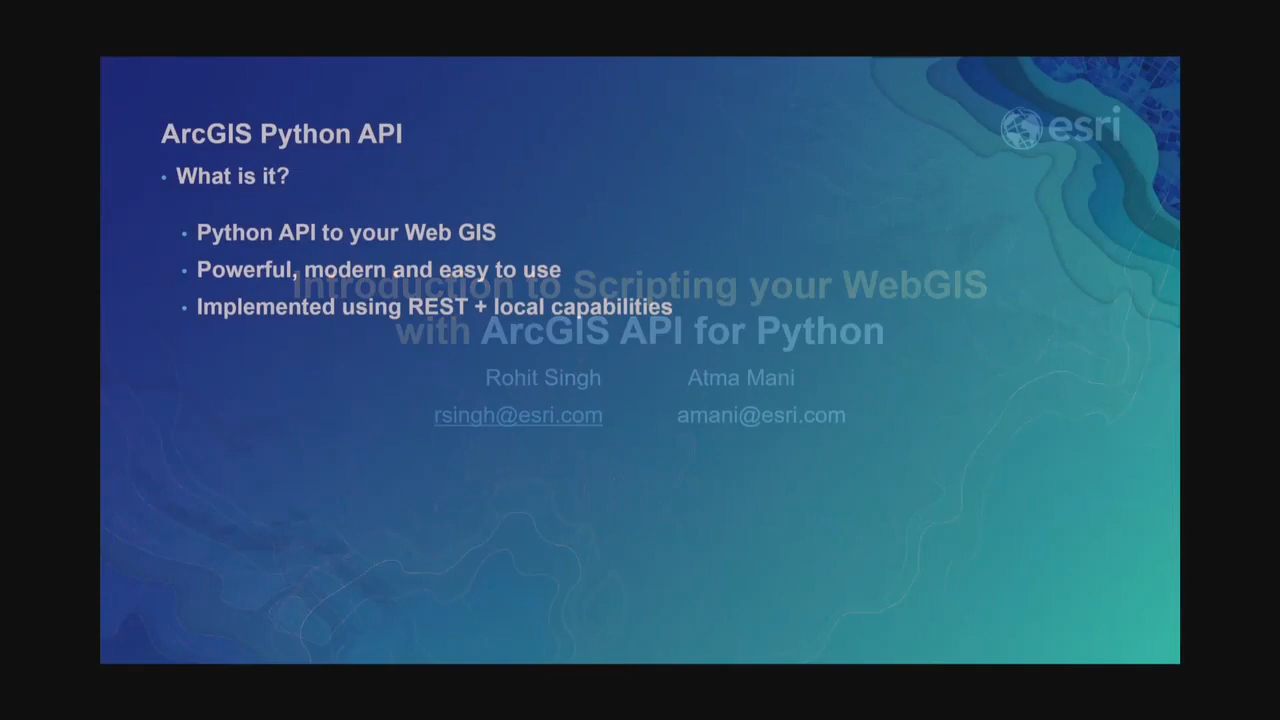 ArcGIS Python API
esri
• What is it?
• Python API to your Web GIS
• Powerful, modern and easy to use
• Implemented using REST + local capabilities
Introduction to Scripting your WebGIS
with ArcGIS API for Python
Rohit Singh Atma Mani
rsingh@esri.com amani@esri.com